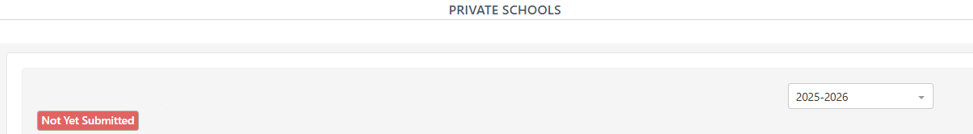 PRIVATE SCHOOLS
2025-2026
Not Yet Submitted